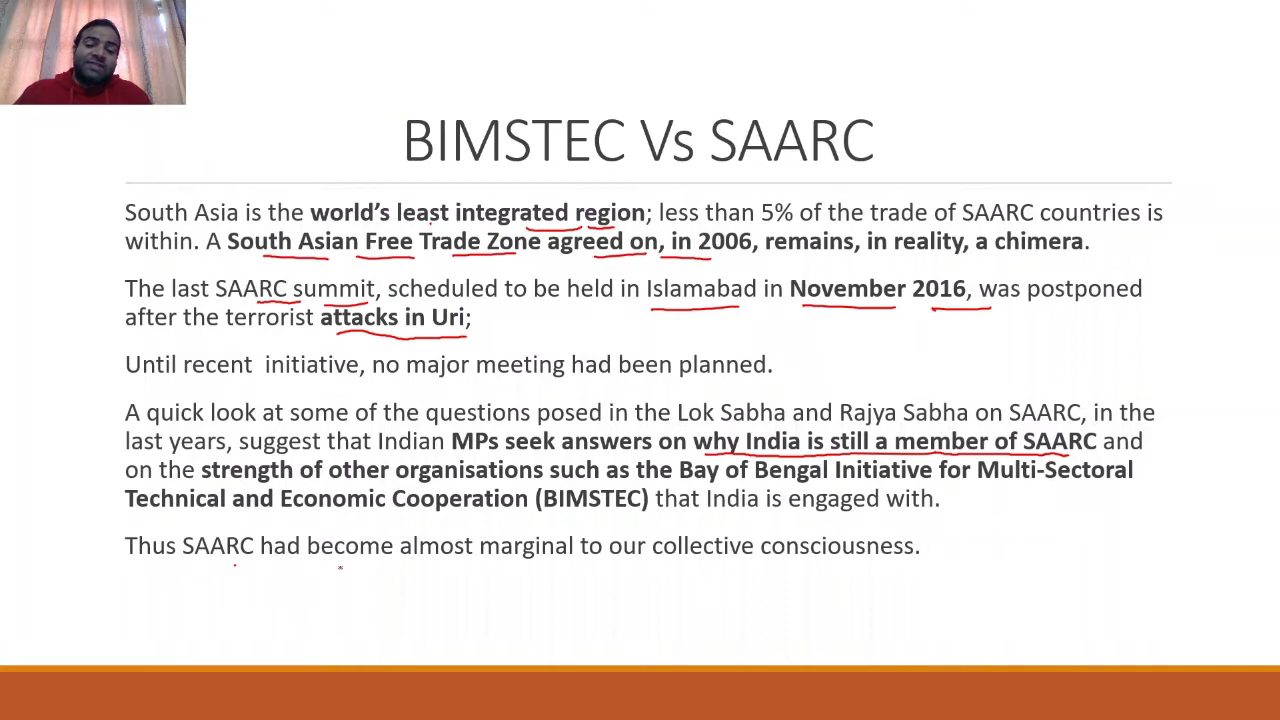 BIMSTEC Vs SAARC
South Asia is the world's least integrated region; less than 5% of the trade of SAARC countries is
within. A South Asian Free Trade Zone agreed on, in 2006, remains, in reality, a chimera.
The last SAARC summit, scheduled to be held in Islamabad in November 2016, was postponed
after the terrorist attacks in Uri;
Until recent  initiative, no major meeting had been planned.
A quick look at some of the questions posed in the Lok Sabha and Rajya Sabha on SAARC, in the
last years, suggest that Indian MPs seek answers on why India is still a member of SAARC and
on the strength of other organisations such as the Bay of Bengal Initiative for Multi-Sectoral
Technical and Economic Cooperation (BIMSTEC) that India is engaged with.
Thus SAARC had become almost marginal to our collective consciousness.